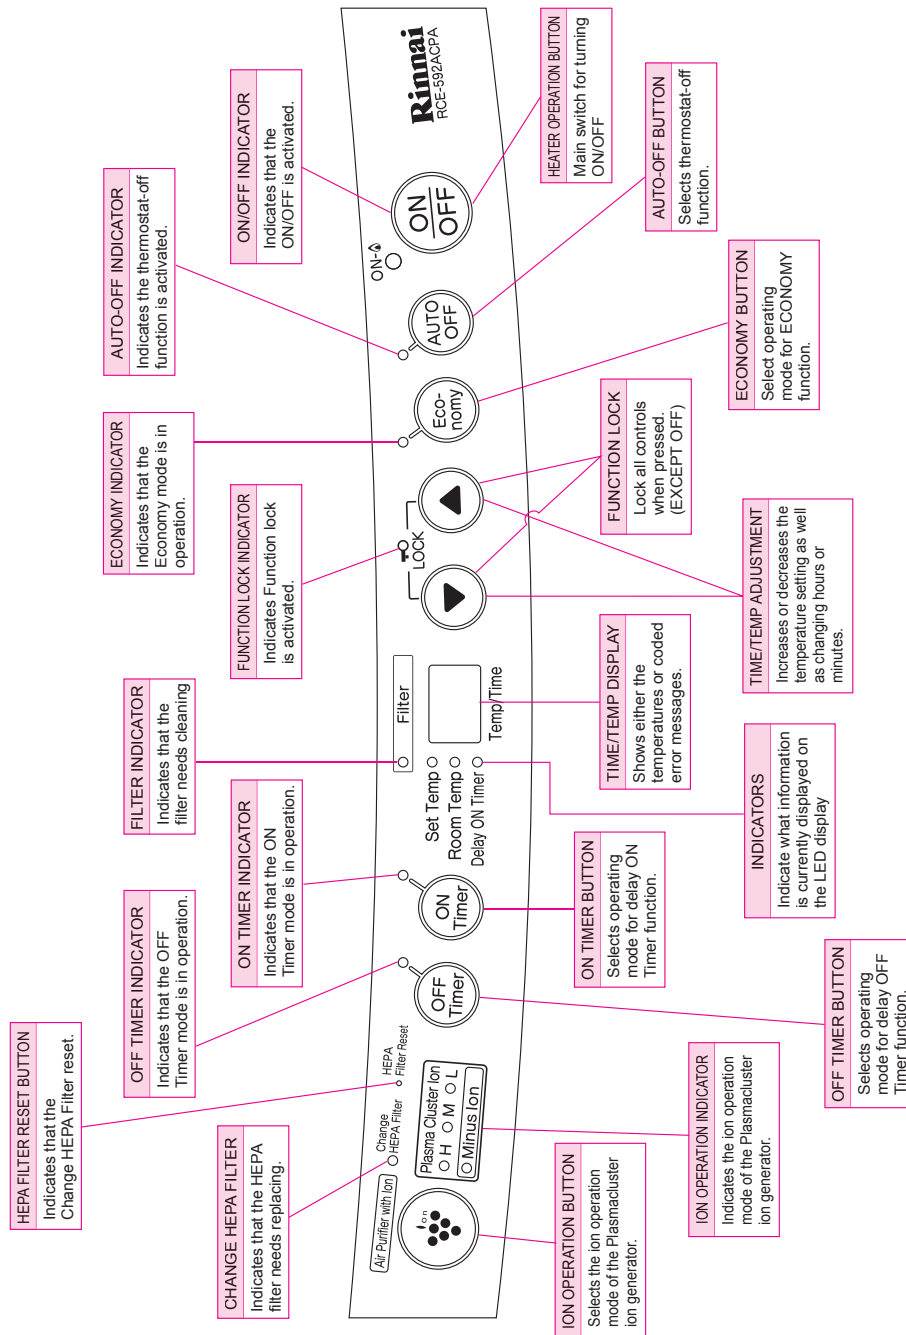 HEPA FILTER RESET BUTTON
Indicates that the
Change HEPA Filter reset.
OFF TIMER INDICATOR
Indicates that the OFF
Timer mode is in operation.
FILTER INDICATOR
Indicates that the
filter needs cleaning
ECONOMY INDICATOR
Indicates that the
Economy mode is in
operation.
AUTO-OFF INDICATOR
Indicates the thermostat-off
function is activated.
CHANGE HEPA FILTER
Indicates that the HEPA
filter needs replacing.
ON TIMER INDICATOR
Indicates that the ON
Timer mode is in operation.
FUNCTION LOCK INDICATOR
Indicates Function lock
is activated.
ON/OFF INDICATOR
Indicates that the
ON/OFF is activated.
Air Purifier with Ion
Ion
Change
HEPA Filter
HEPA
Filter Reset
Plasma Cluster Ion
H M L
Minus Ion
OFF
Timer
ON
Timer
Filter
Set Temp
Room Temp
Delay ON Timer
Temp/Time
LOCK
Eco-
nomy
AUTO
OFF
ON-
ON
OFF
Rinnai
RCE-592ACPA
ION OPERATION BUTTON
Selects the ion operation
mode of the Plasmacluster
ion generator.
ION OPERATION INDICATOR
Indicates the ion operation
mode of the Plasmacluster
ion generator.
OFF TIMER BUTTON
Selects operating
mode for delay OFF
Timer function.
ON TIMER BUTTON
Selects operating
mode for delay ON
Timer function.
INDICATORS
Indicate what information
is currently displayed on
the LED display
TIME/TEMP DISPLAY
Shows either the
temperatures or coded
error messages.
TIME/TEMP ADJUSTMENT
Increases or decreases the
temperature setting as well
as changing hours or
minutes.
FUNCTION LOCK
Lock all controls
when pressed.
(EXCEPT OFF)
ECONOMY BUTTON
Select operating
mode for ECONOMY
function.
AUTO-OFF BUTTON
Selects thermostat-off
function.
HEATER OPERATION BUTTON
Main switch for turning
ON/OFF